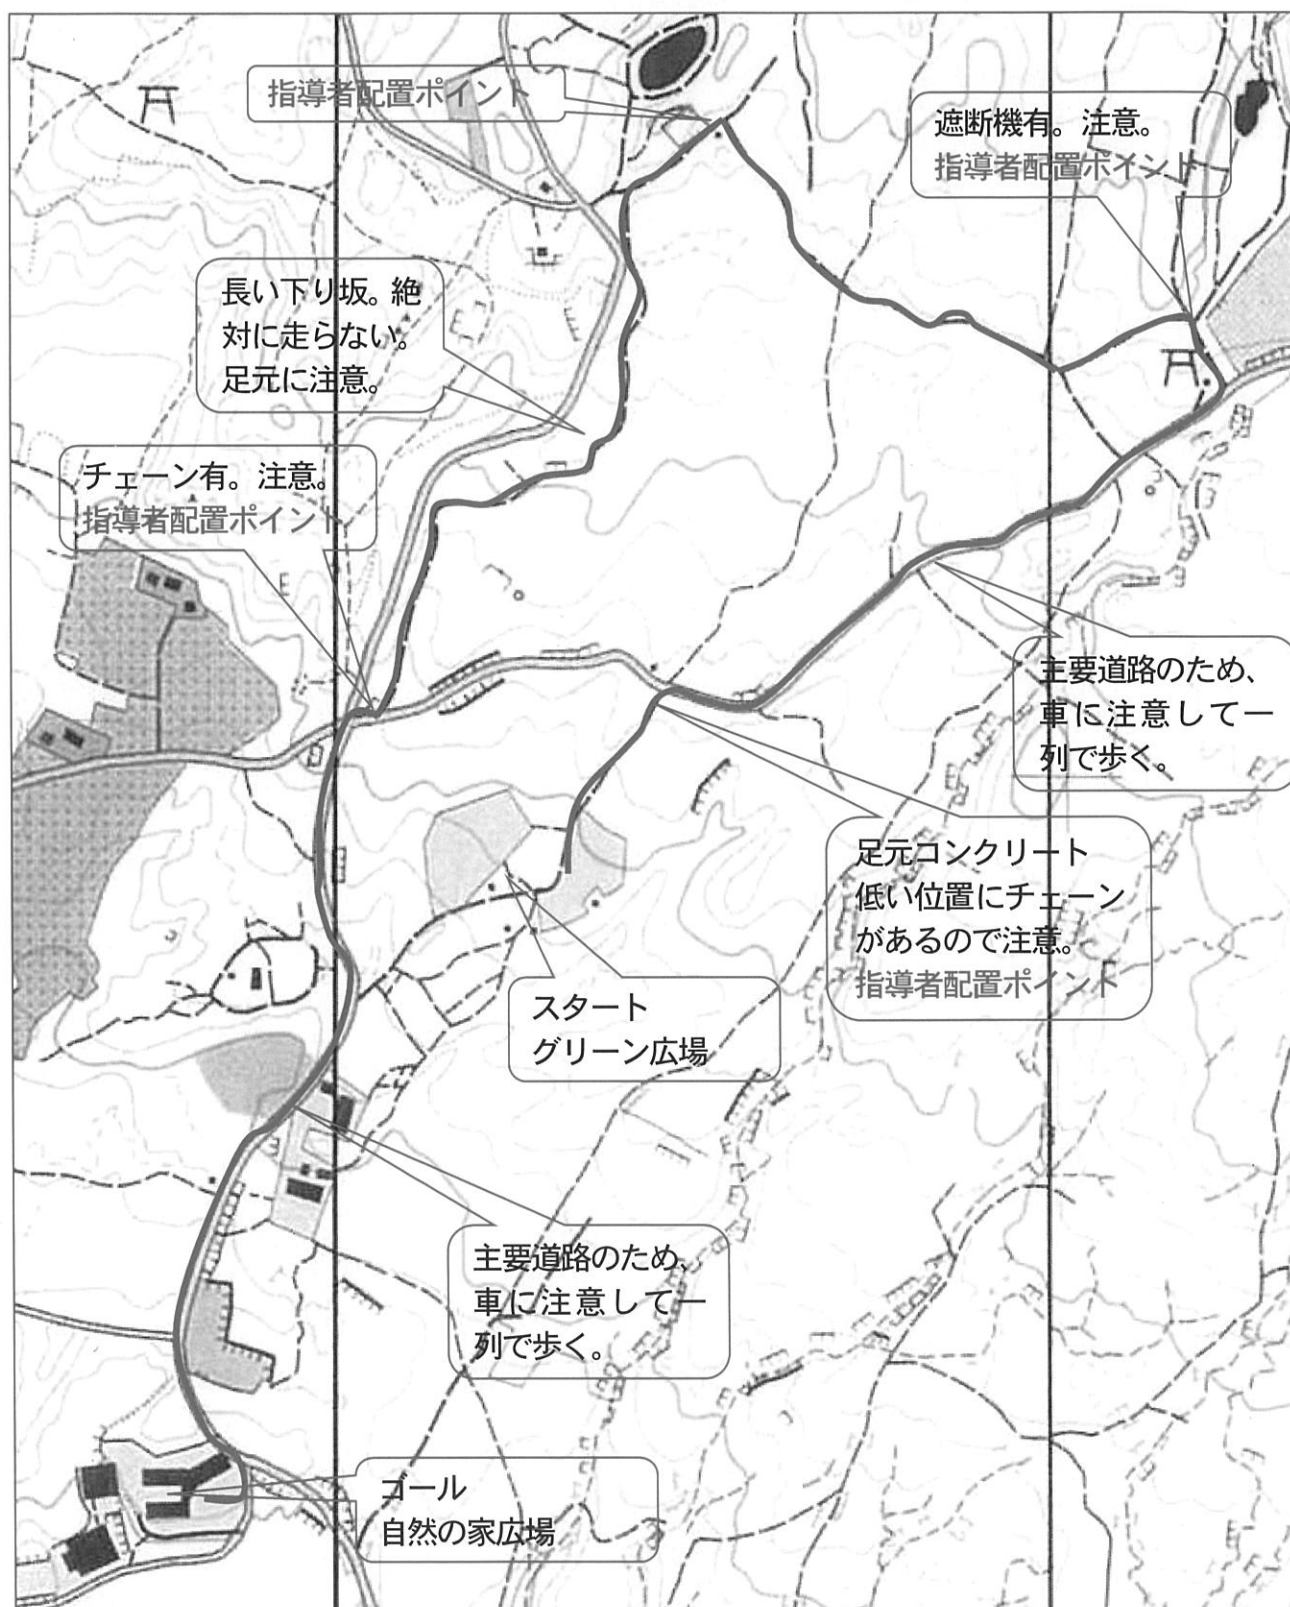 指導者配置ポイント
遮断機有。注意。
指導者配置ポイント
長い下り坂。絶
対に走らない。
足元に注意。
チェーン有。注意。
指導者配置ポイント
主要道路のため、
車に注意して一
列で歩く。
足元コンクリート
低い位置にチェーン
があるので注意。
指導者配置ポイント
スタート
グリーン広場
主要道路のため、
車に注意して一
列で歩く。
ゴール
自然の家広場